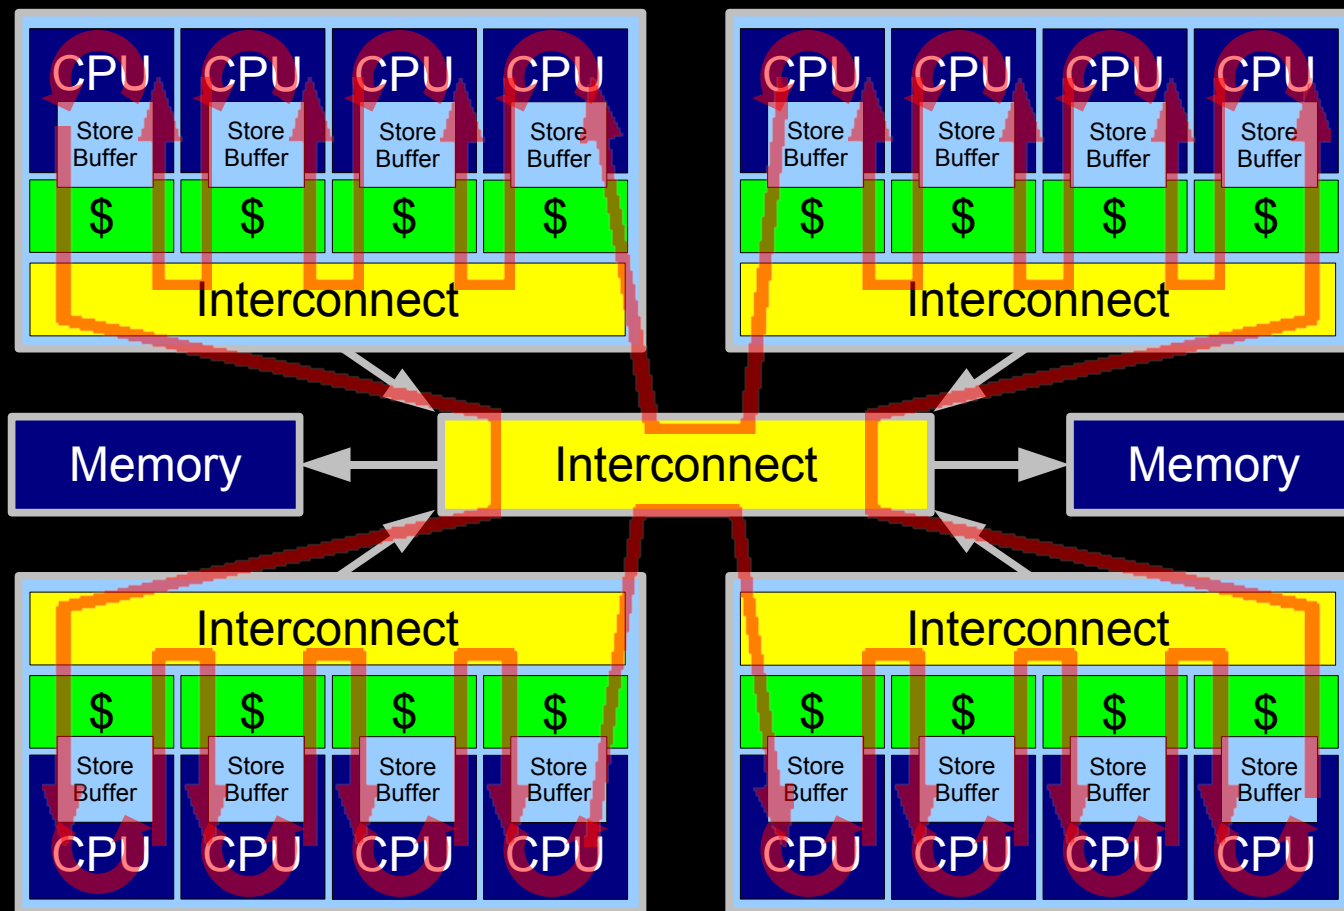 CPU CPU CPU CPU CPU CPU CPU CPU
Store Store Store Store Store Store Store Store
Buffer Buffer Buffer Buffer Buffer Buffer Buffer Buffer
$ $ $ $ $ $ $ $
Interconnect Interconnect
Memory Interconnect Memory
Interconnect Interconnect
$ $ $ $ $ $ $ $
Store Store Store Store Store Store Store Store
Buffer Buffer Buffer Buffer Buffer Buffer Buffer Buffer
CPU CPU CPU CPU CPU CPU CPU CPU